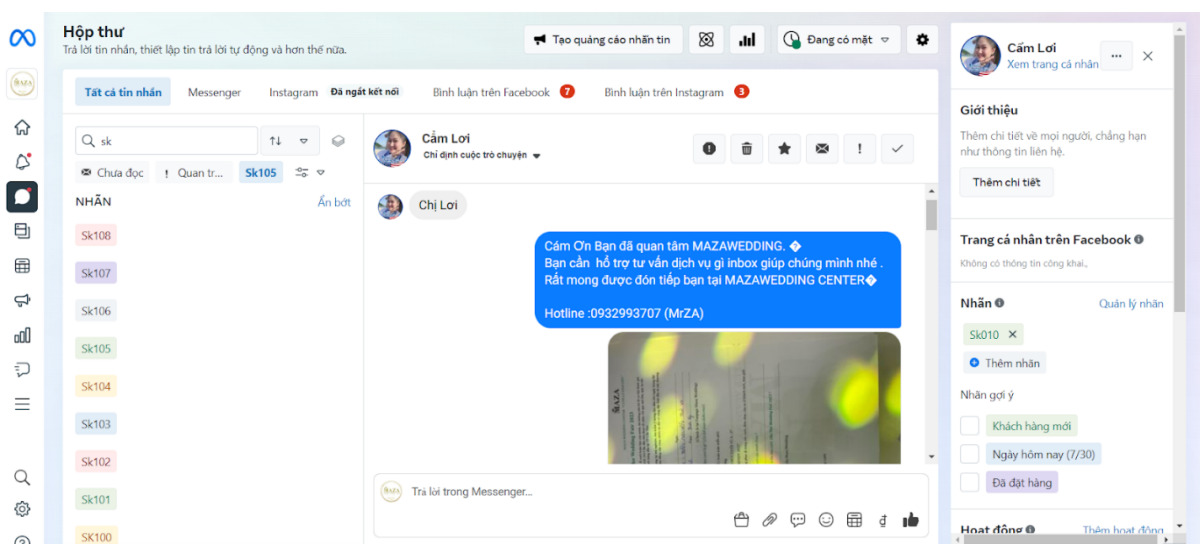 Hộp thư
Trả lời tin nhắn, thiết lập tin trả lời tự động và hơn thế nữa.
Tạo quảng cáo nhắn tin
Đang có mặt
Tất cả tin nhắn
Messenger
Instagram Đã ngắt kết nối
Bình luận trên Facebook 7
Bình luận trên Instagram 3
sk
Chưa đọc
! Quan tr...
Sk105
NHÃN
Ẩn bớt
Sk108
Sk107
Sk106
Sk105
Sk104
Sk103
Sk102
Sk101
SK100
Cẩm Lơi
Chỉ định cuộc trò chuyện
Chị Lơi
Cám Ơn Bạn đã quan tâm MAZAWEDDING. �
Bạn cần hổ trợ tư vấn dịch vụ gì inbox giúp chúng mình nhé .
Rất mong được đón tiếp bạn tại MAZAWEDDING CENTER�
Hotline :0932993707 (MrZA)
MAZA
Trả lời trong Messenger...
Cẩm Lơi
Xem trang cá nhân
Giới thiệu
Thêm chi tiết về mọi người, chẳng hạn
như thông tin liên hệ.
Thêm chi tiết
Trang cá nhân trên Facebook
Không có thông tin công khai.
Nhãn
Quản lý nhãn
Sk010
Thêm nhãn
Nhãn gợi ý
Khách hàng mới
Ngày hôm nay (7/30)
Đã đặt hàng
Hoạt động
Thêm hoạt động